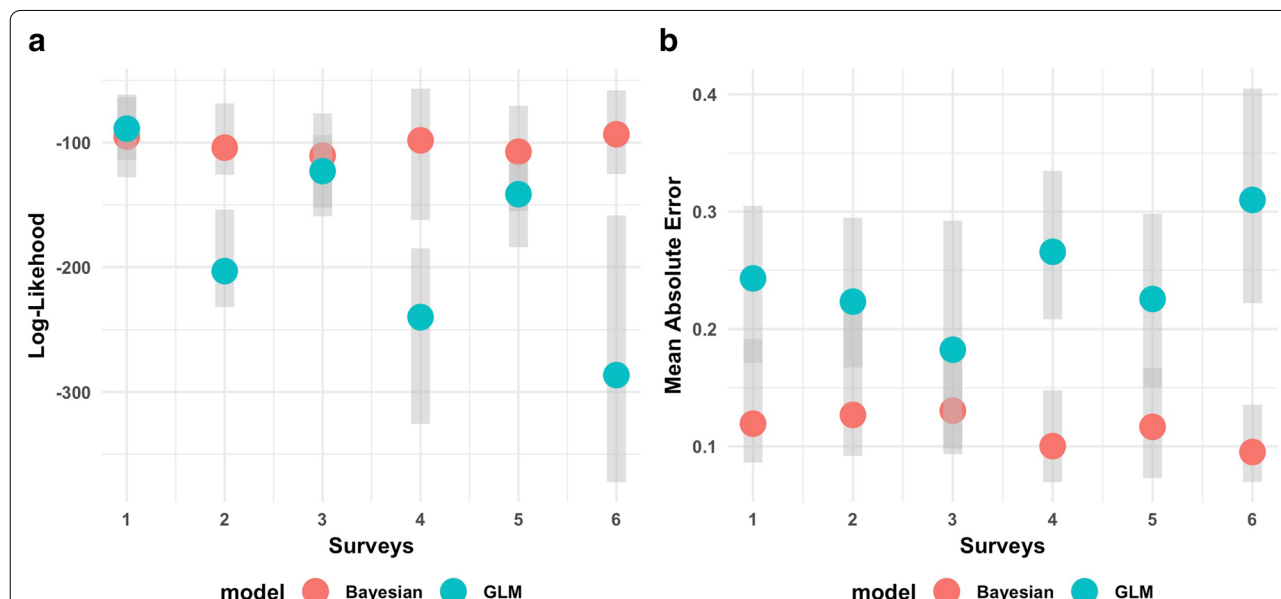 a
Log-Likehood
-100
-200
-300
1 2 3 4 5 6
Surveys
model Bayesian GLM
b
Mean Absolute Error
0.4
0.3
0.2
0.1
1 2 3 4 5 6
Surveys
model Bayesian GLM